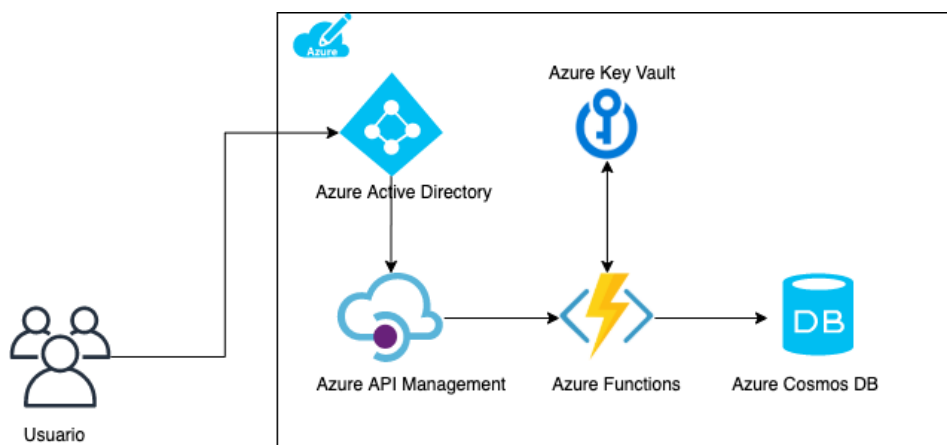 Azure
Azure Key Vault
Azure Active Directory
Azure API Management
Azure Functions
DB
Azure Cosmos DB
Usuario